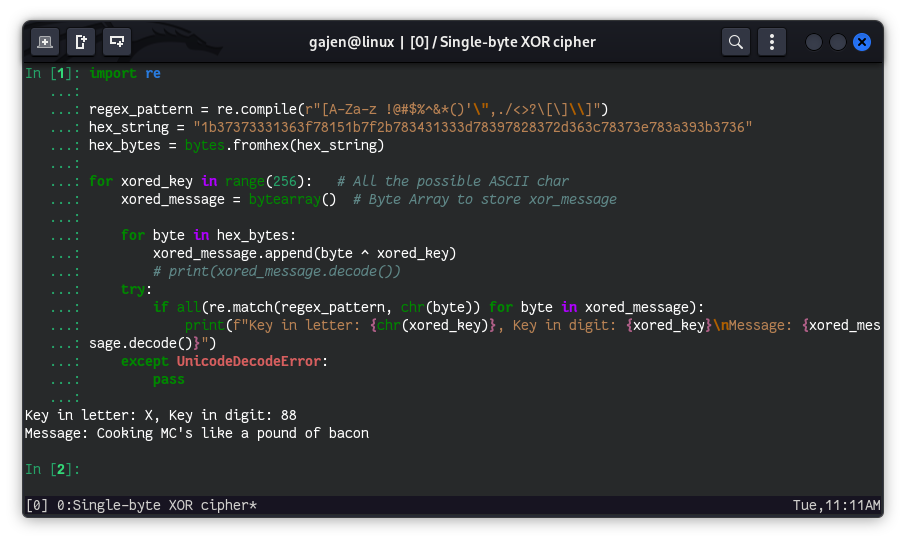 gajen@linux | [0] / Single-byte XOR cipher
In [1]: import re
   ...:
   ...: regex_pattern = re.compile(r"[A-Za-z !@#$%^&*()'\",./<>?\[\]\\]")
   ...: hex_string = "1b37373331363f78151b7f2b783431333d78397828372d363c78373e783a393b3736"
   ...: hex_bytes = bytes.fromhex(hex_string)
   ...:
   ...: for xored_key in range(256):   # All the possible ASCII char
   ...:     xored_message = bytearray()  # Byte Array to store xor_message
   ...:
   ...:     for byte in hex_bytes:
   ...:         xored_message.append(byte ^ xored_key)
   ...:         # print(xored_message.decode())
   ...:     try:
   ...:         if all(re.match(regex_pattern, chr(byte)) for byte in xored_message):
   ...:             print(f"Key in letter: {chr(xored_key)}, Key in digit: {xored_key}\nMessage: {xored_mes
   ...: sage.decode()}")
   ...:     except UnicodeDecodeError:
   ...:         pass
   ...:
Key in letter: X, Key in digit: 88
Message: Cooking MC's like a pound of bacon
In [2]:
[0] 0:Single-byte XOR cipher* Tue,11:11AM